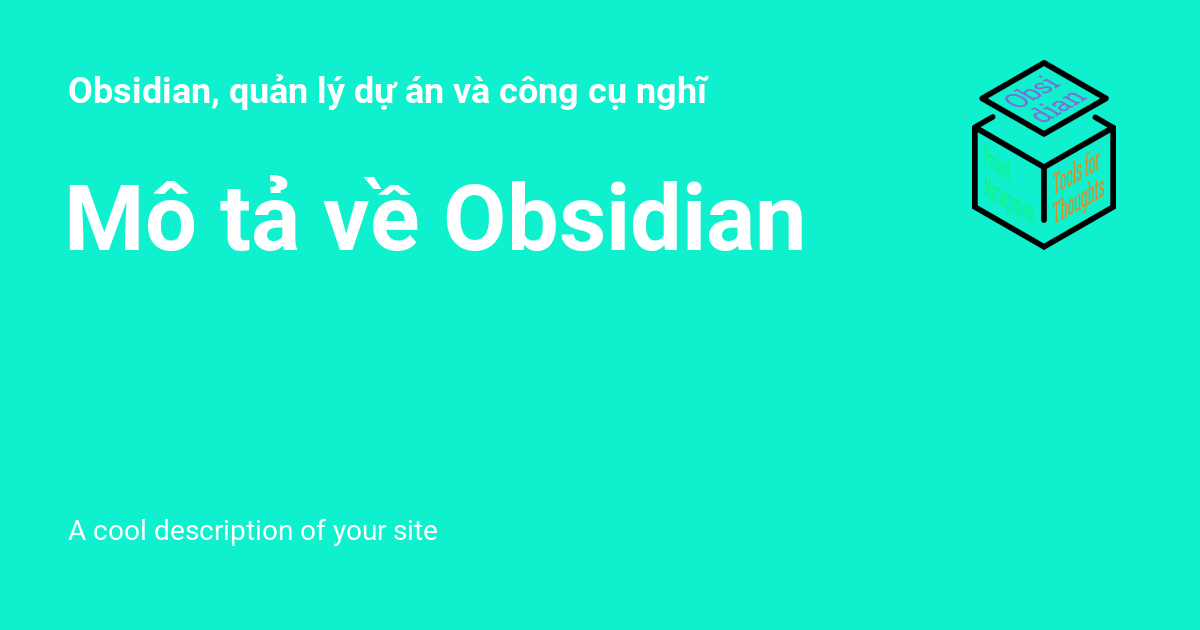 Obsidian, quản lý dự án và công cụ nghĩ
Mô tả về Obsidian
Obsi
dian
Project
Management
Tools for
Thoughts
A cool description of your site